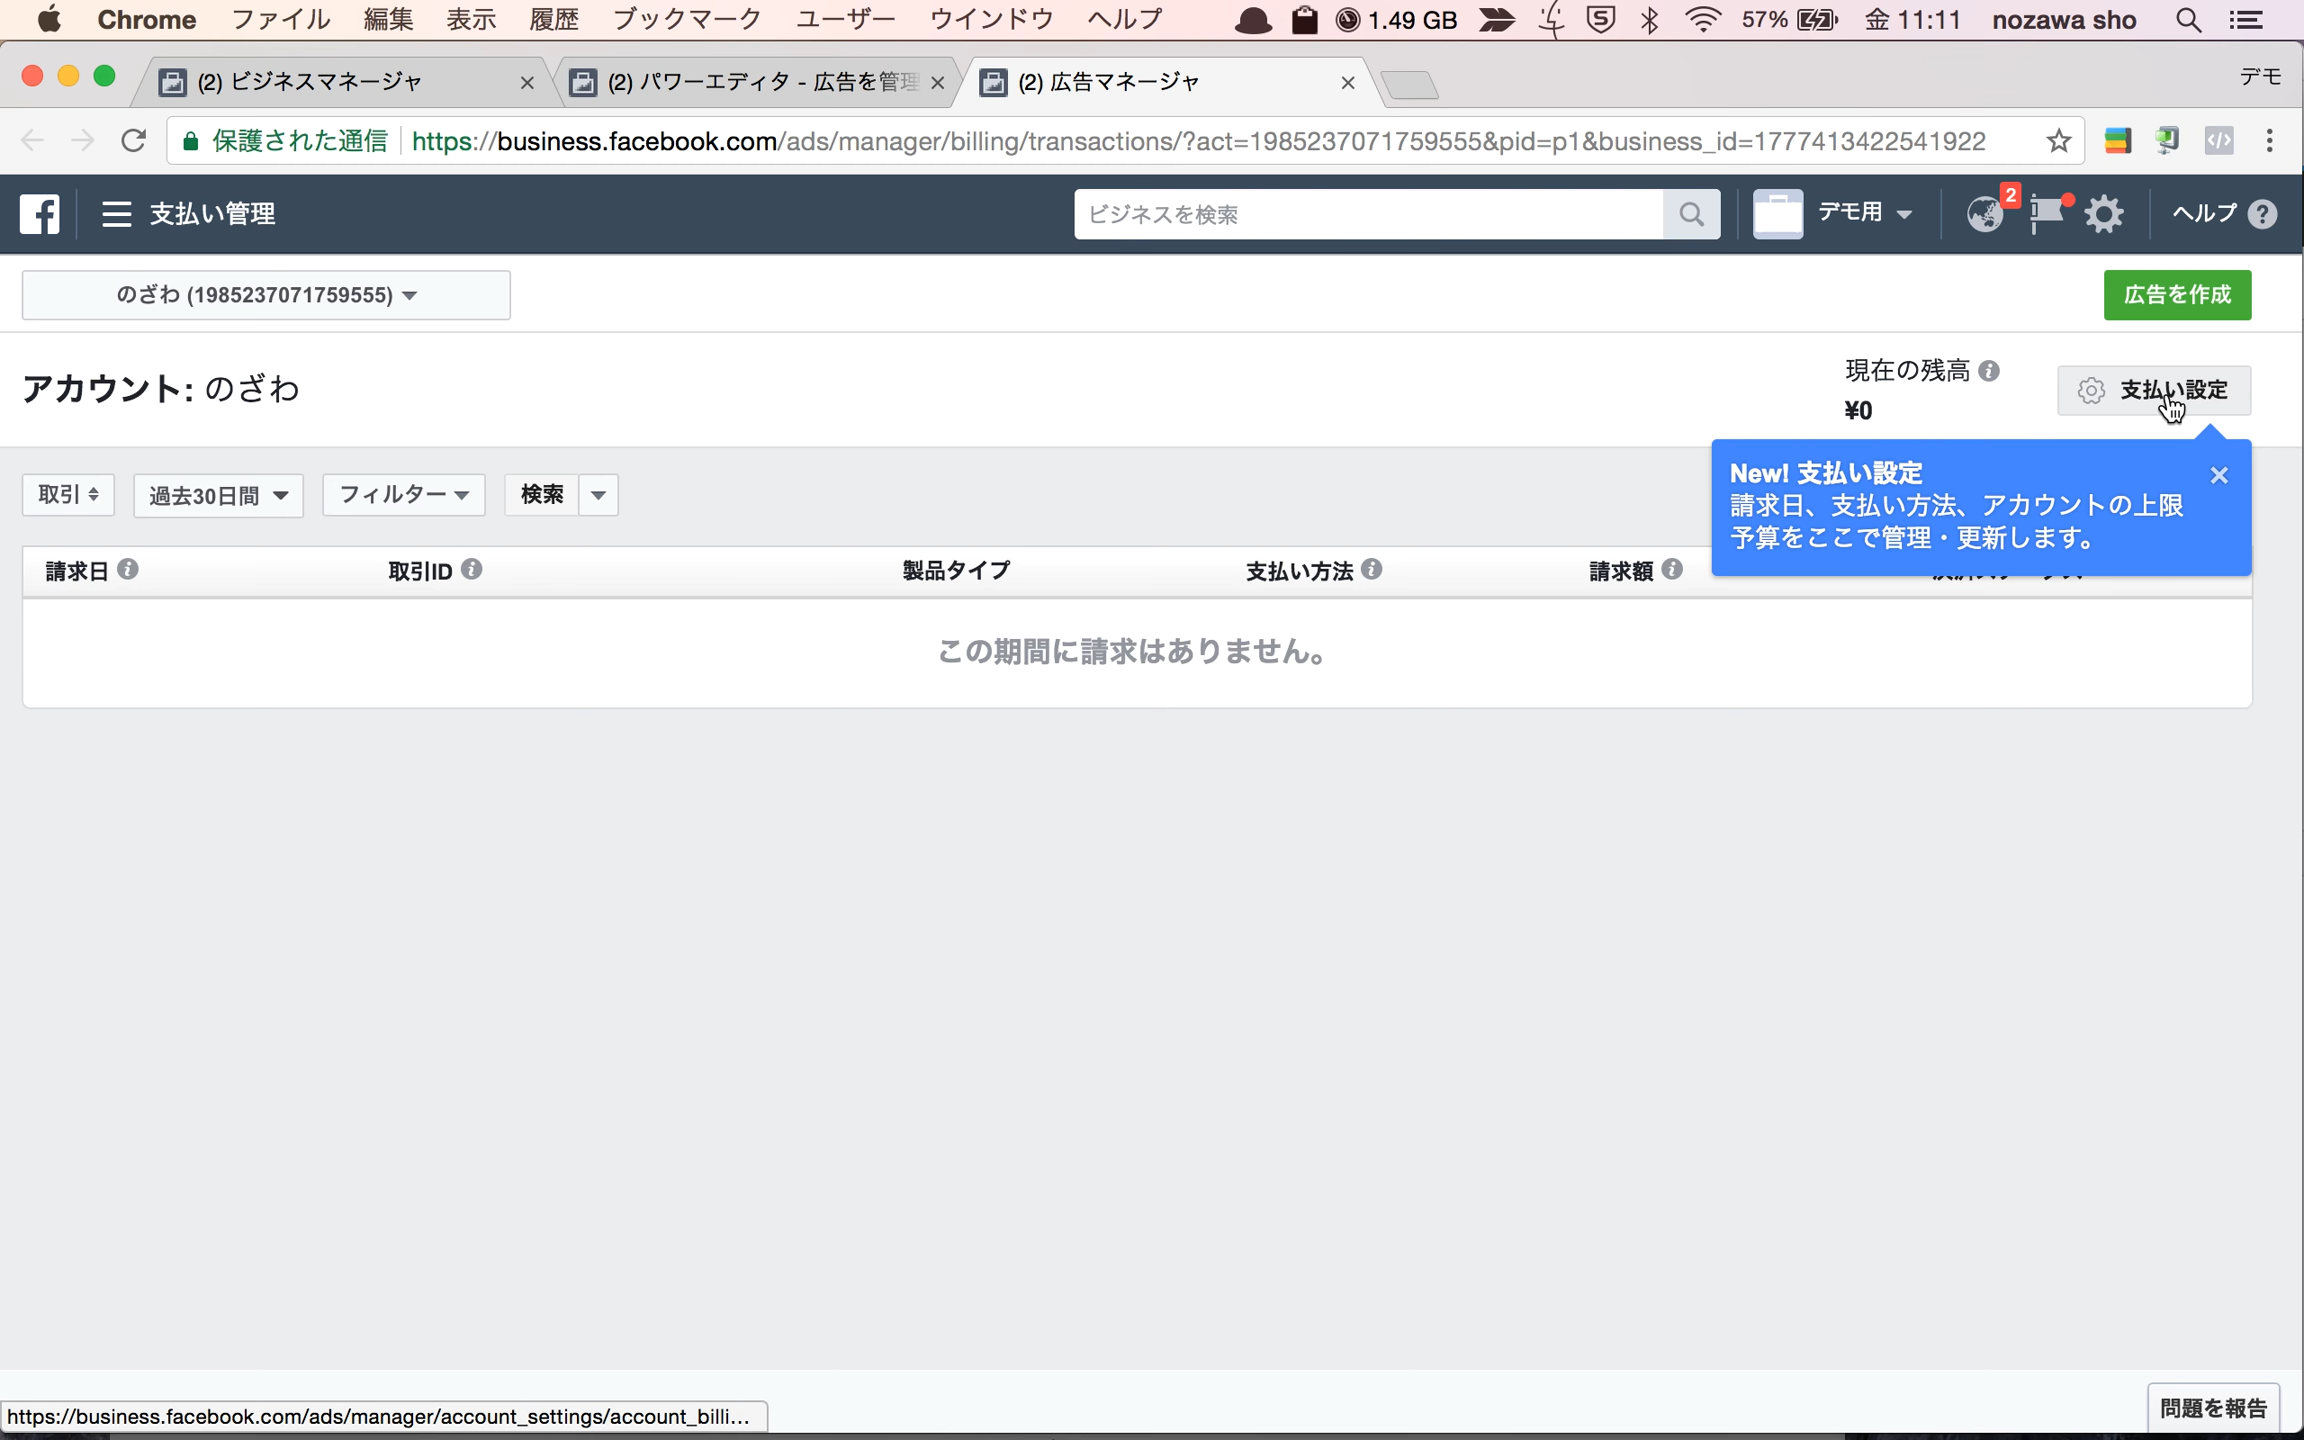 Chrome ファイル 編集 表示 履歴 ブックマーク ユーザー ウインドウ ヘルプ 1.49 GB 57% 金 11:11 nozawa sho
(2) ビジネスマネージャ (2) パワーエディタ - 広告を管理 (2) 広告マネージャ デモ
保護された通信 https://business.facebook.com/ads/manager/billing/transactions/?act=1985237071759555&pid=p1&business_id=1777413422541922
支払い管理 ビジネスを検索 デモ用 2 ヘルプ
のざわ (1985237071759555) 広告を作成
現在の残高
アカウント: のざわ 支払い設定
¥0
New! 支払い設定
請求日、支払い方法、アカウントの上限
予算をここで管理・更新します。
取引 過去30日間 フィルター 検索
請求日 取引ID 製品タイプ 支払い方法 請求額
この期間に請求はありません。
問題を報告
https://business.facebook.com/ads/manager/account_settings/account_billi...